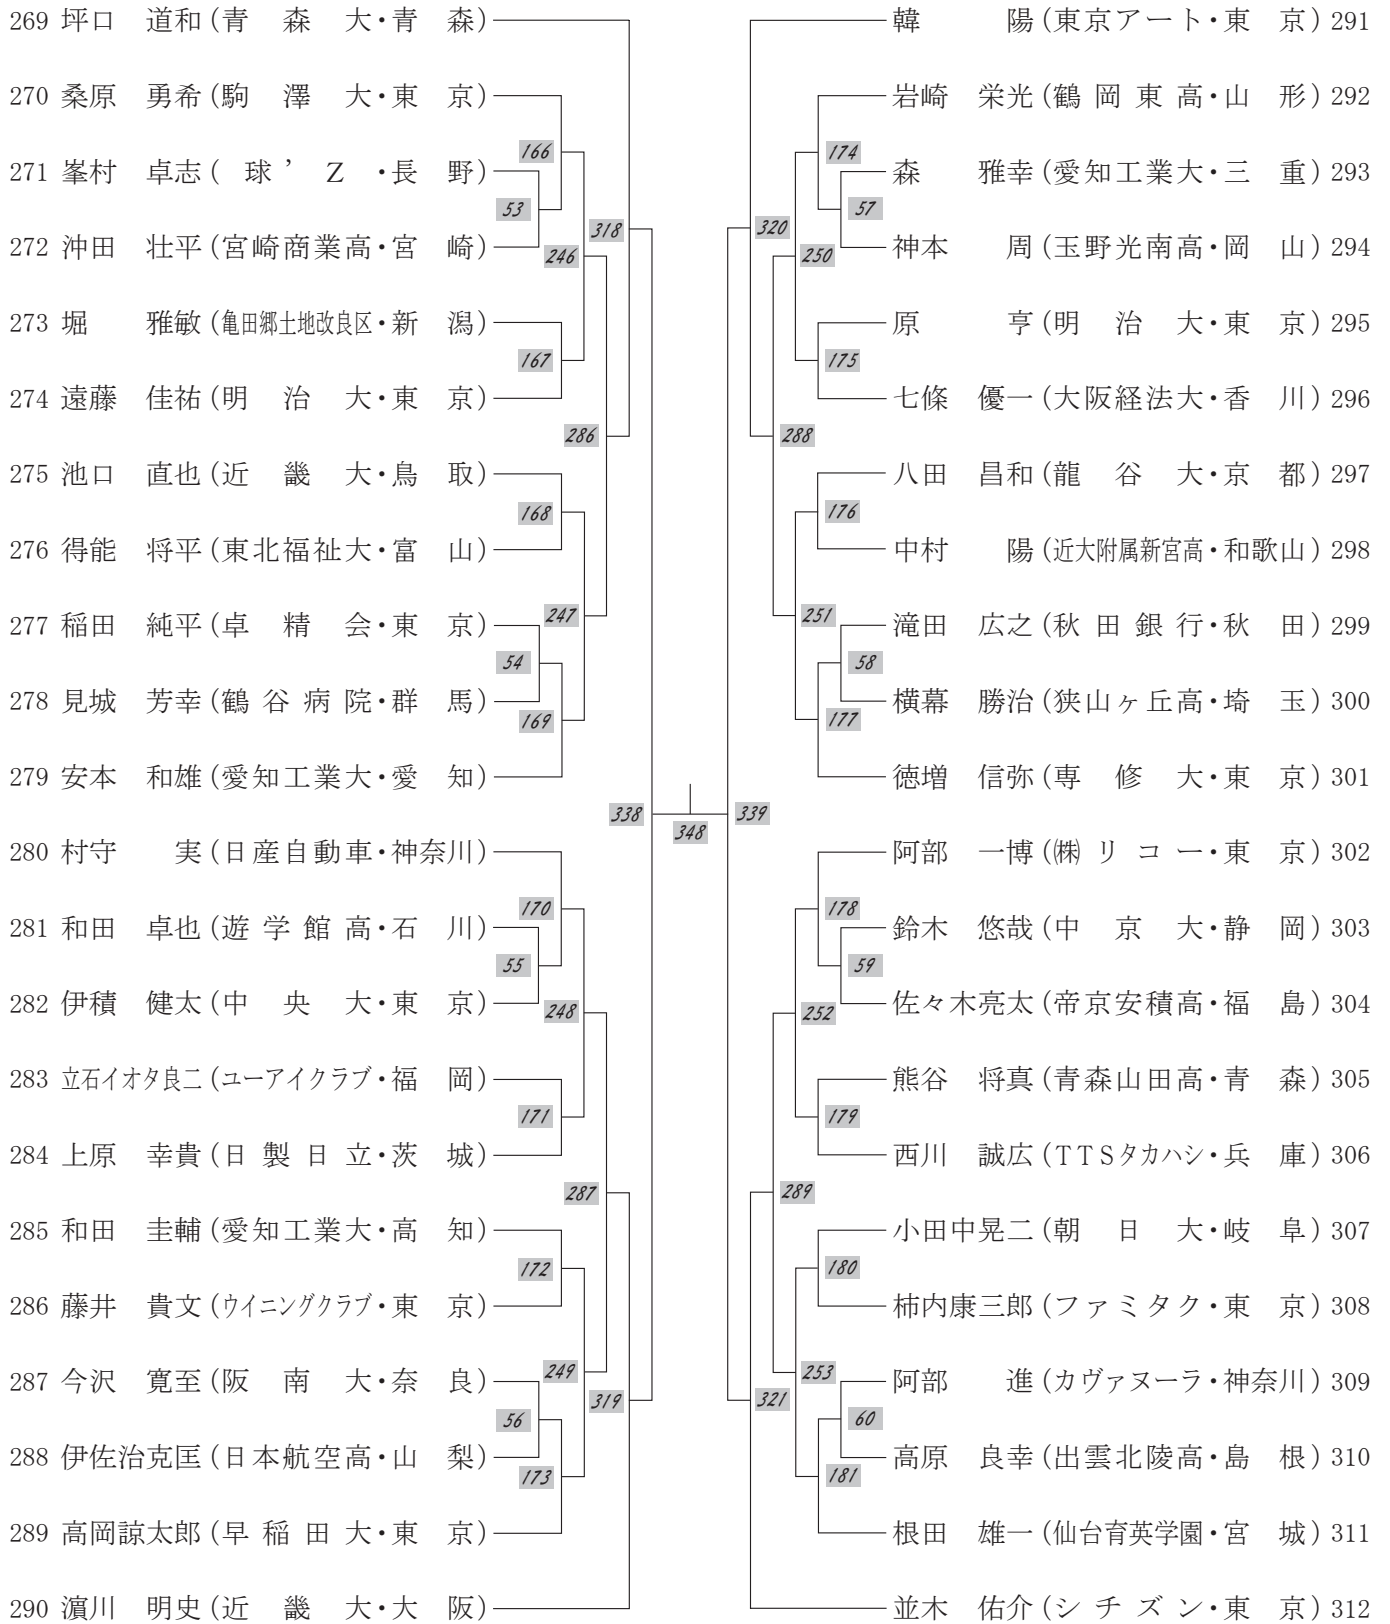 269 坪口　道和(青　森　大・青　森)
270 桑原　勇希(駒　澤　大・東　京)
271 峯村　卓志(　球　’　Z　・長　野)
272 沖田　壮平(宮崎商業高・宮　崎)
273 堀　　雅敏(亀田郷土地改良区・新　潟)
274 遠藤　佳祐(明　治　大・東　京)
275 池口　直也(近　畿　大・鳥　取)
276 得能　将平(東北福祉大・富　山)
277 稲田　純平(卓　精　会・東　京)
278 見城　芳幸(鶴 谷 病 院・群　馬)
279 安本　和雄(愛知工業大・愛　知)
280 村守　　実(日産自動車・神奈川)
281 和田　卓也(遊 学 館 高・石　川)
282 伊積　健太(中　央　大・東　京)
283 立石イオタ良二(ユーアイクラブ・福　岡)
284 上原　幸貴(日 製 日 立・茨　城)
285 和田　圭輔(愛知工業大・高　知)
286 藤井　貴文(ウイニングクラブ・東　京)
287 今沢　寛至(阪　南　大・奈　良)
288 伊佐治克匡(日本航空高・山　梨)
289 高岡諒太郎(早 稲 田 大・東　京)
290 濵川　明史(近　畿　大・大　阪)
166
53
318
246
167
286
168
247
54
169
338
170
55
248
171
287
172
249
319
56
173
348
韓　　　陽(東京アート・東　京) 291
岩崎　栄光(鶴 岡 東 高・山　形) 292
森　　雅幸(愛知工業大・三　重) 293
神本　　周(玉野光南高・岡　山) 294
原　　　亨(明　治　大・東　京) 295
七條　優一(大阪経法大・香　川) 296
八田　昌和(龍　谷　大・京　都) 297
中村　　陽(近大附属新宮高・和歌山) 298
滝田　広之(秋 田 銀 行・秋　田) 299
横幕　勝治(狭山ヶ丘高・埼　玉) 300
徳増　信弥(専　修　大・東　京) 301
阿部　一博(㈱ リ コ ー・東　京) 302
鈴木　悠哉(中　京　大・静　岡) 303
佐々木亮太(帝京安積高・福　島) 304
熊谷　将真(青森山田高・青　森) 305
西川　誠広(TTSタカハシ・兵　庫) 306
小田中晃二(朝　日　大・岐　阜) 307
柿内康三郎(ファミタク・東　京) 308
阿部　　進(カヴァヌーラ・神奈川) 309
高原　良幸(出雲北陵高・島　根) 310
根田　雄一(仙台育英学園・宮　城) 311
並木　佑介(シ チ ズ ン・東　京) 312
174
57
320
250
175
288
176
251
58
177
339
178
59
252
179
289
180
253
321
60
181